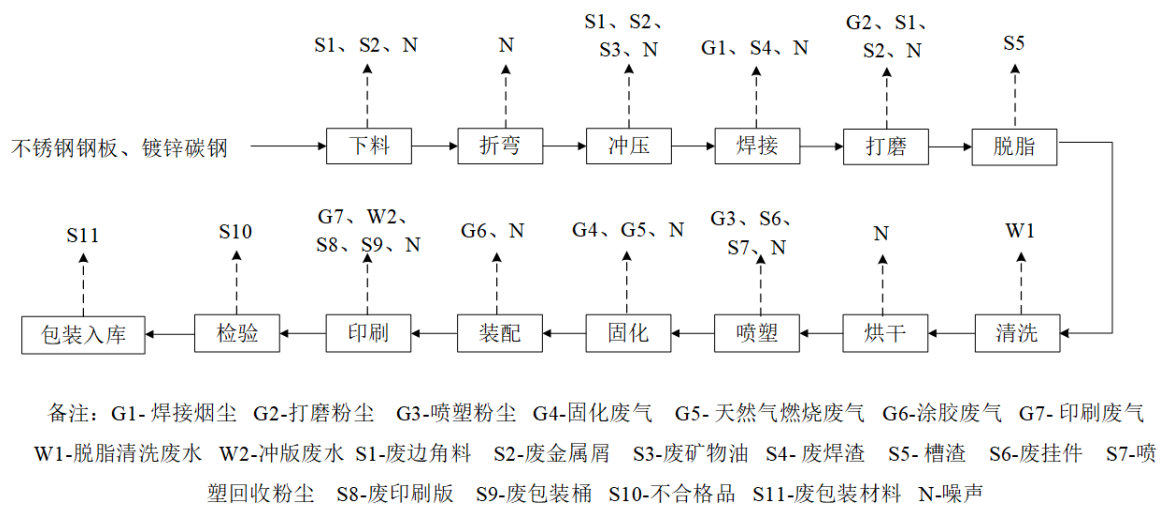 S1、S2、N
N
S1、S2、
S3、N
G1、S4、N
G2、S1、
S2、N
S5
不锈钢钢板、镀锌碳钢
下料
折弯
冲压
焊接
打磨
脱脂
S11
S10
G7、W2、
S8、S9、N
G6、N
G4、G5、N
G3、S6、
S7、N
N
W1
包装入库
检验
印刷
装配
固化
喷塑
烘干
清洗
备注：G1-焊接烟尘 G2-打磨粉尘 G3-喷塑粉尘 G4-固化废气 G5-天然气燃烧废气 G6-涂胶废气 G7-印刷废气
W1-脱脂清洗废水 W2-冲版废水 S1-废边角料 S2-废金属屑 S3-废矿物油 S4-废焊渣 S5-槽渣 S6-废挂件 S7-喷
塑回收粉尘 S8-废印刷版 S9-废包装桶 S10-不合格品 S11-废包装材料 N-噪声